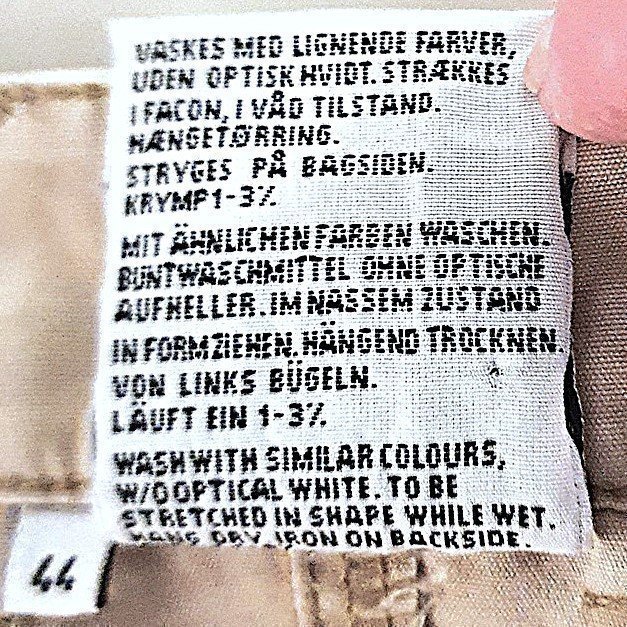 VASKES MED LIGNENDE FARVER,
UDEN OPTISK HVIDT. STRÆKKES
I FACON, I VÅD TILSTAND.
HÆNGETØRRING.
STRYGES PÅ BAGSIDEN.
KRYMP 1-3%
MIT ÄHNLICHEN FARBEN WASCHEN.
BUNTWASCHMITTEL OHNE OPTISCHE
AUFHELLER. IM NASSEM ZUSTAND
IN FORM ZIEHEN. HÄNGEND TROCKNEN.
VON LINKS BÜGELN.
LÄUFT EIN 1-3%
WASH WITH SIMILAR COLOURS,
W/O OPTICAL WHITE. TO BE
STRETCHED IN SHAPE WHILE WET.
HANG DRY. IRON ON BACKSIDE.
44